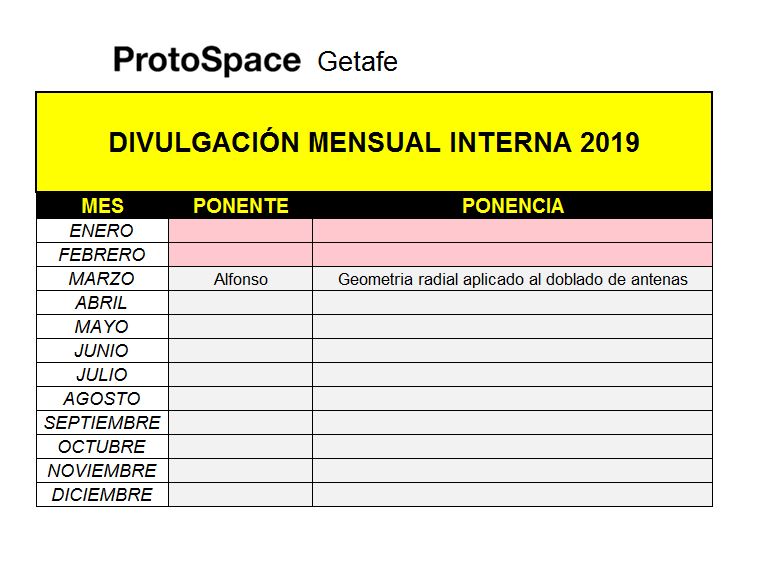 ProtoSpace Getafe
DIVULGACIÓN MENSUAL INTERNA 2019
MES PONENTE PONENCIA
ENERO
FEBRERO
MARZO Alfonso Geometria radial aplicado al doblado de antenas
ABRIL
MAYO
JUNIO
JULIO
AGOSTO
SEPTIEMBRE
OCTUBRE
NOVIEMBRE
DICIEMBRE